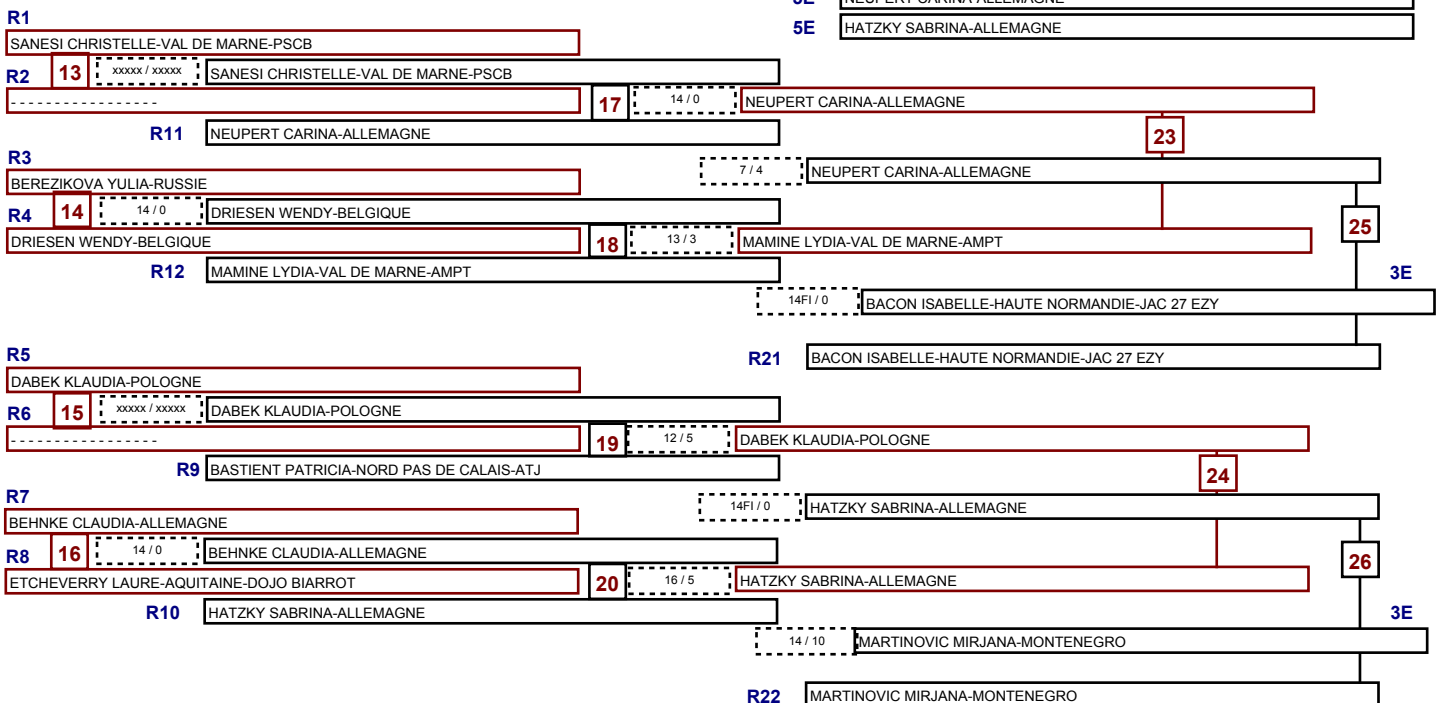 NEUPERT CARINA-ALLEMAGNE
5E HATZKY SABRINA-ALLEMAGNE
R1
SANESI CHRISTELLE-VAL DE MARNE-PSCB
R2 13 xxxxx / xxxxx SANESI CHRISTELLE-VAL DE MARNE-PSCB
- - - - - - - - - - - - - - - - - 17 14 / 0 NEUPERT CARINA-ALLEMAGNE
R11 NEUPERT CARINA-ALLEMAGNE 23
R3 7 / 4 NEUPERT CARINA-ALLEMAGNE
BEREZIKOVA YULIA-RUSSIE
R4 14 14 / 0 DRIESEN WENDY-BELGIQUE 25
DRIESEN WENDY-BELGIQUE 18 13 / 3 MAMINE LYDIA-VAL DE MARNE-AMPT
R12 MAMINE LYDIA-VAL DE MARNE-AMPT 3E
14FI / 0 BACON ISABELLE-HAUTE NORMANDIE-JAC 27 EZY
R5 R21 BACON ISABELLE-HAUTE NORMANDIE-JAC 27 EZY
DABEK KLAUDIA-POLOGNE
R6 15 xxxxx / xxxxx DABEK KLAUDIA-POLOGNE
- - - - - - - - - - - - - - - - - 19 12 / 5 DABEK KLAUDIA-POLOGNE
R9 BASTIENT PATRICIA-NORD PAS DE CALAIS-ATJ 24
R7 14FI / 0 HATZKY SABRINA-ALLEMAGNE
BEHNKE CLAUDIA-ALLEMAGNE
R8 16 14 / 0 BEHNKE CLAUDIA-ALLEMAGNE 26
ETCHEVERRY LAURE-AQUITAINE-DOJO BIARROT 20 16 / 5 HATZKY SABRINA-ALLEMAGNE
R10 HATZKY SABRINA-ALLEMAGNE 3E
14 / 10 MARTINOVIC MIRJANA-MONTENEGRO
R22 MARTINOVIC MIRJANA-MONTENEGRO